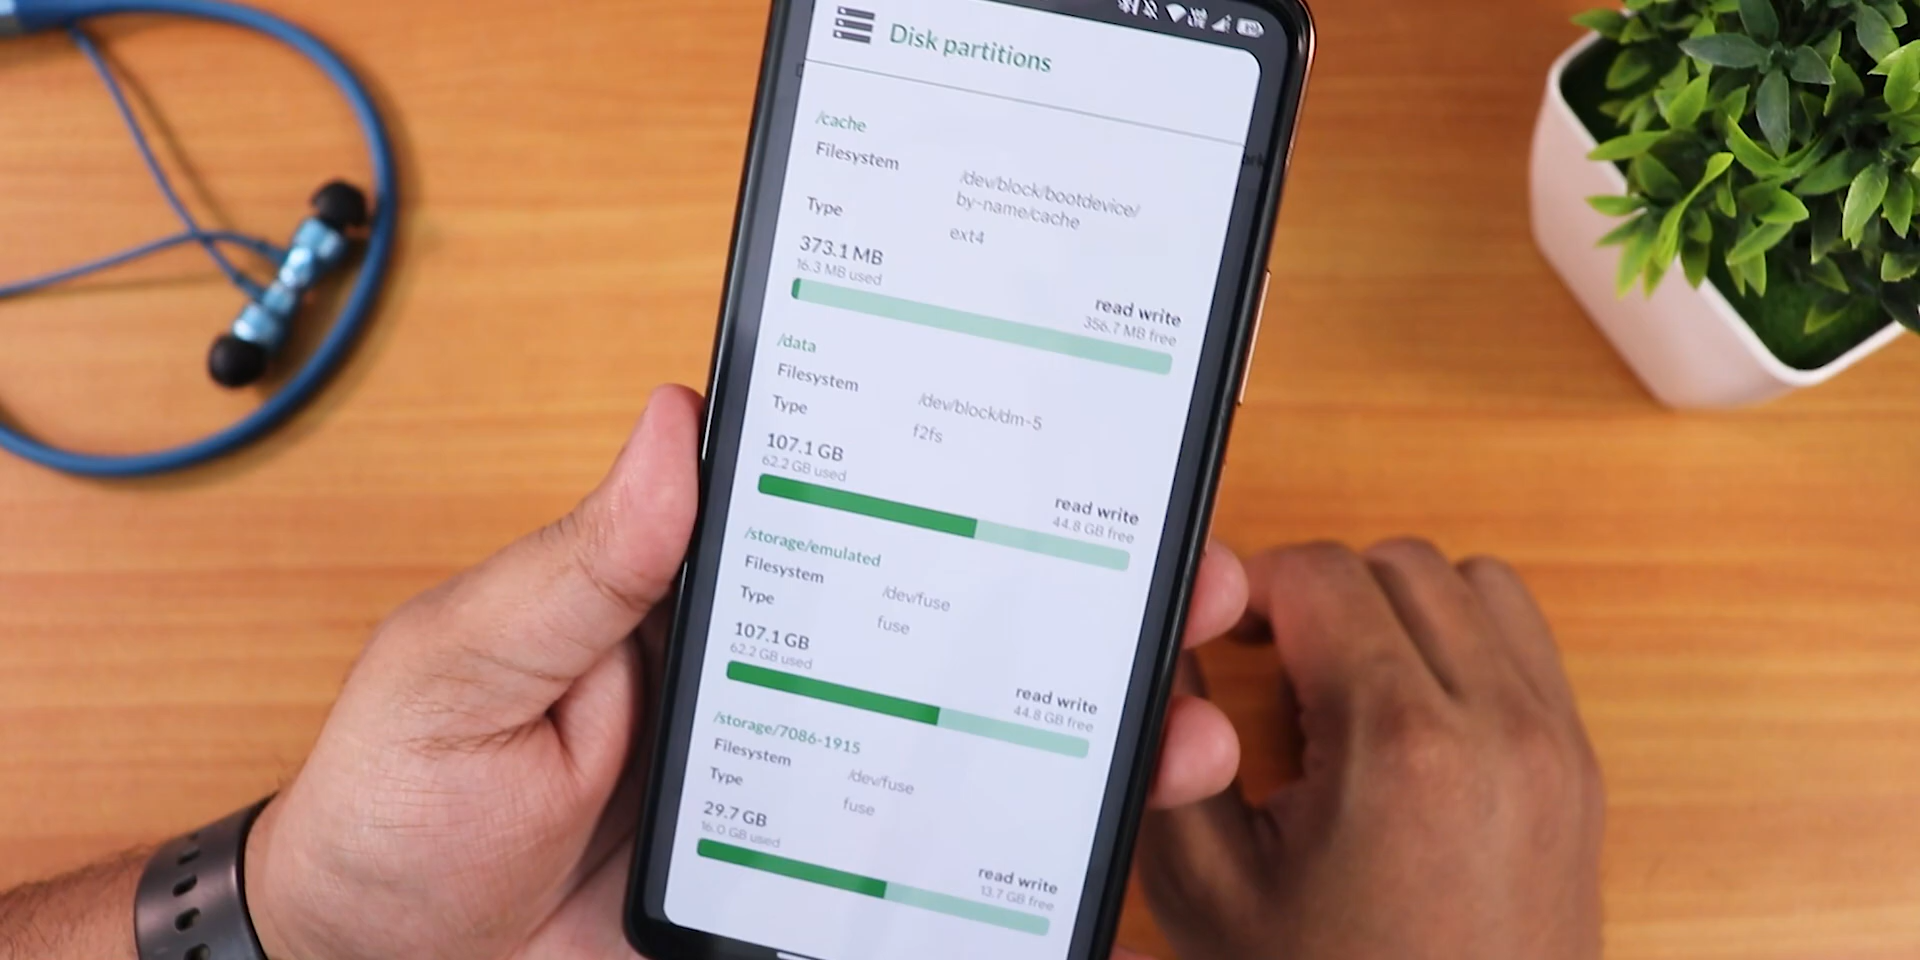 Disk partitions
/cache
Filesystem
/dev/block/bootdevice/
by-name/cache
Type
ext4
373.1 MB
16.3 MB used
read write
356.7 MB free
/data
Filesystem
/dev/block/dm-5
Type
f2fs
107.1 GB
62.2 GB used
read write
44.8 GB free
/storage/emulated
Filesystem
/dev/fuse
Type
fuse
107.1 GB
62.2 GB used
read write
44.8 GB free
/storage/7086-1915
Filesystem
/dev/fuse
Type
fuse
29.7 GB
16.0 GB used
read write
13.7 GB free